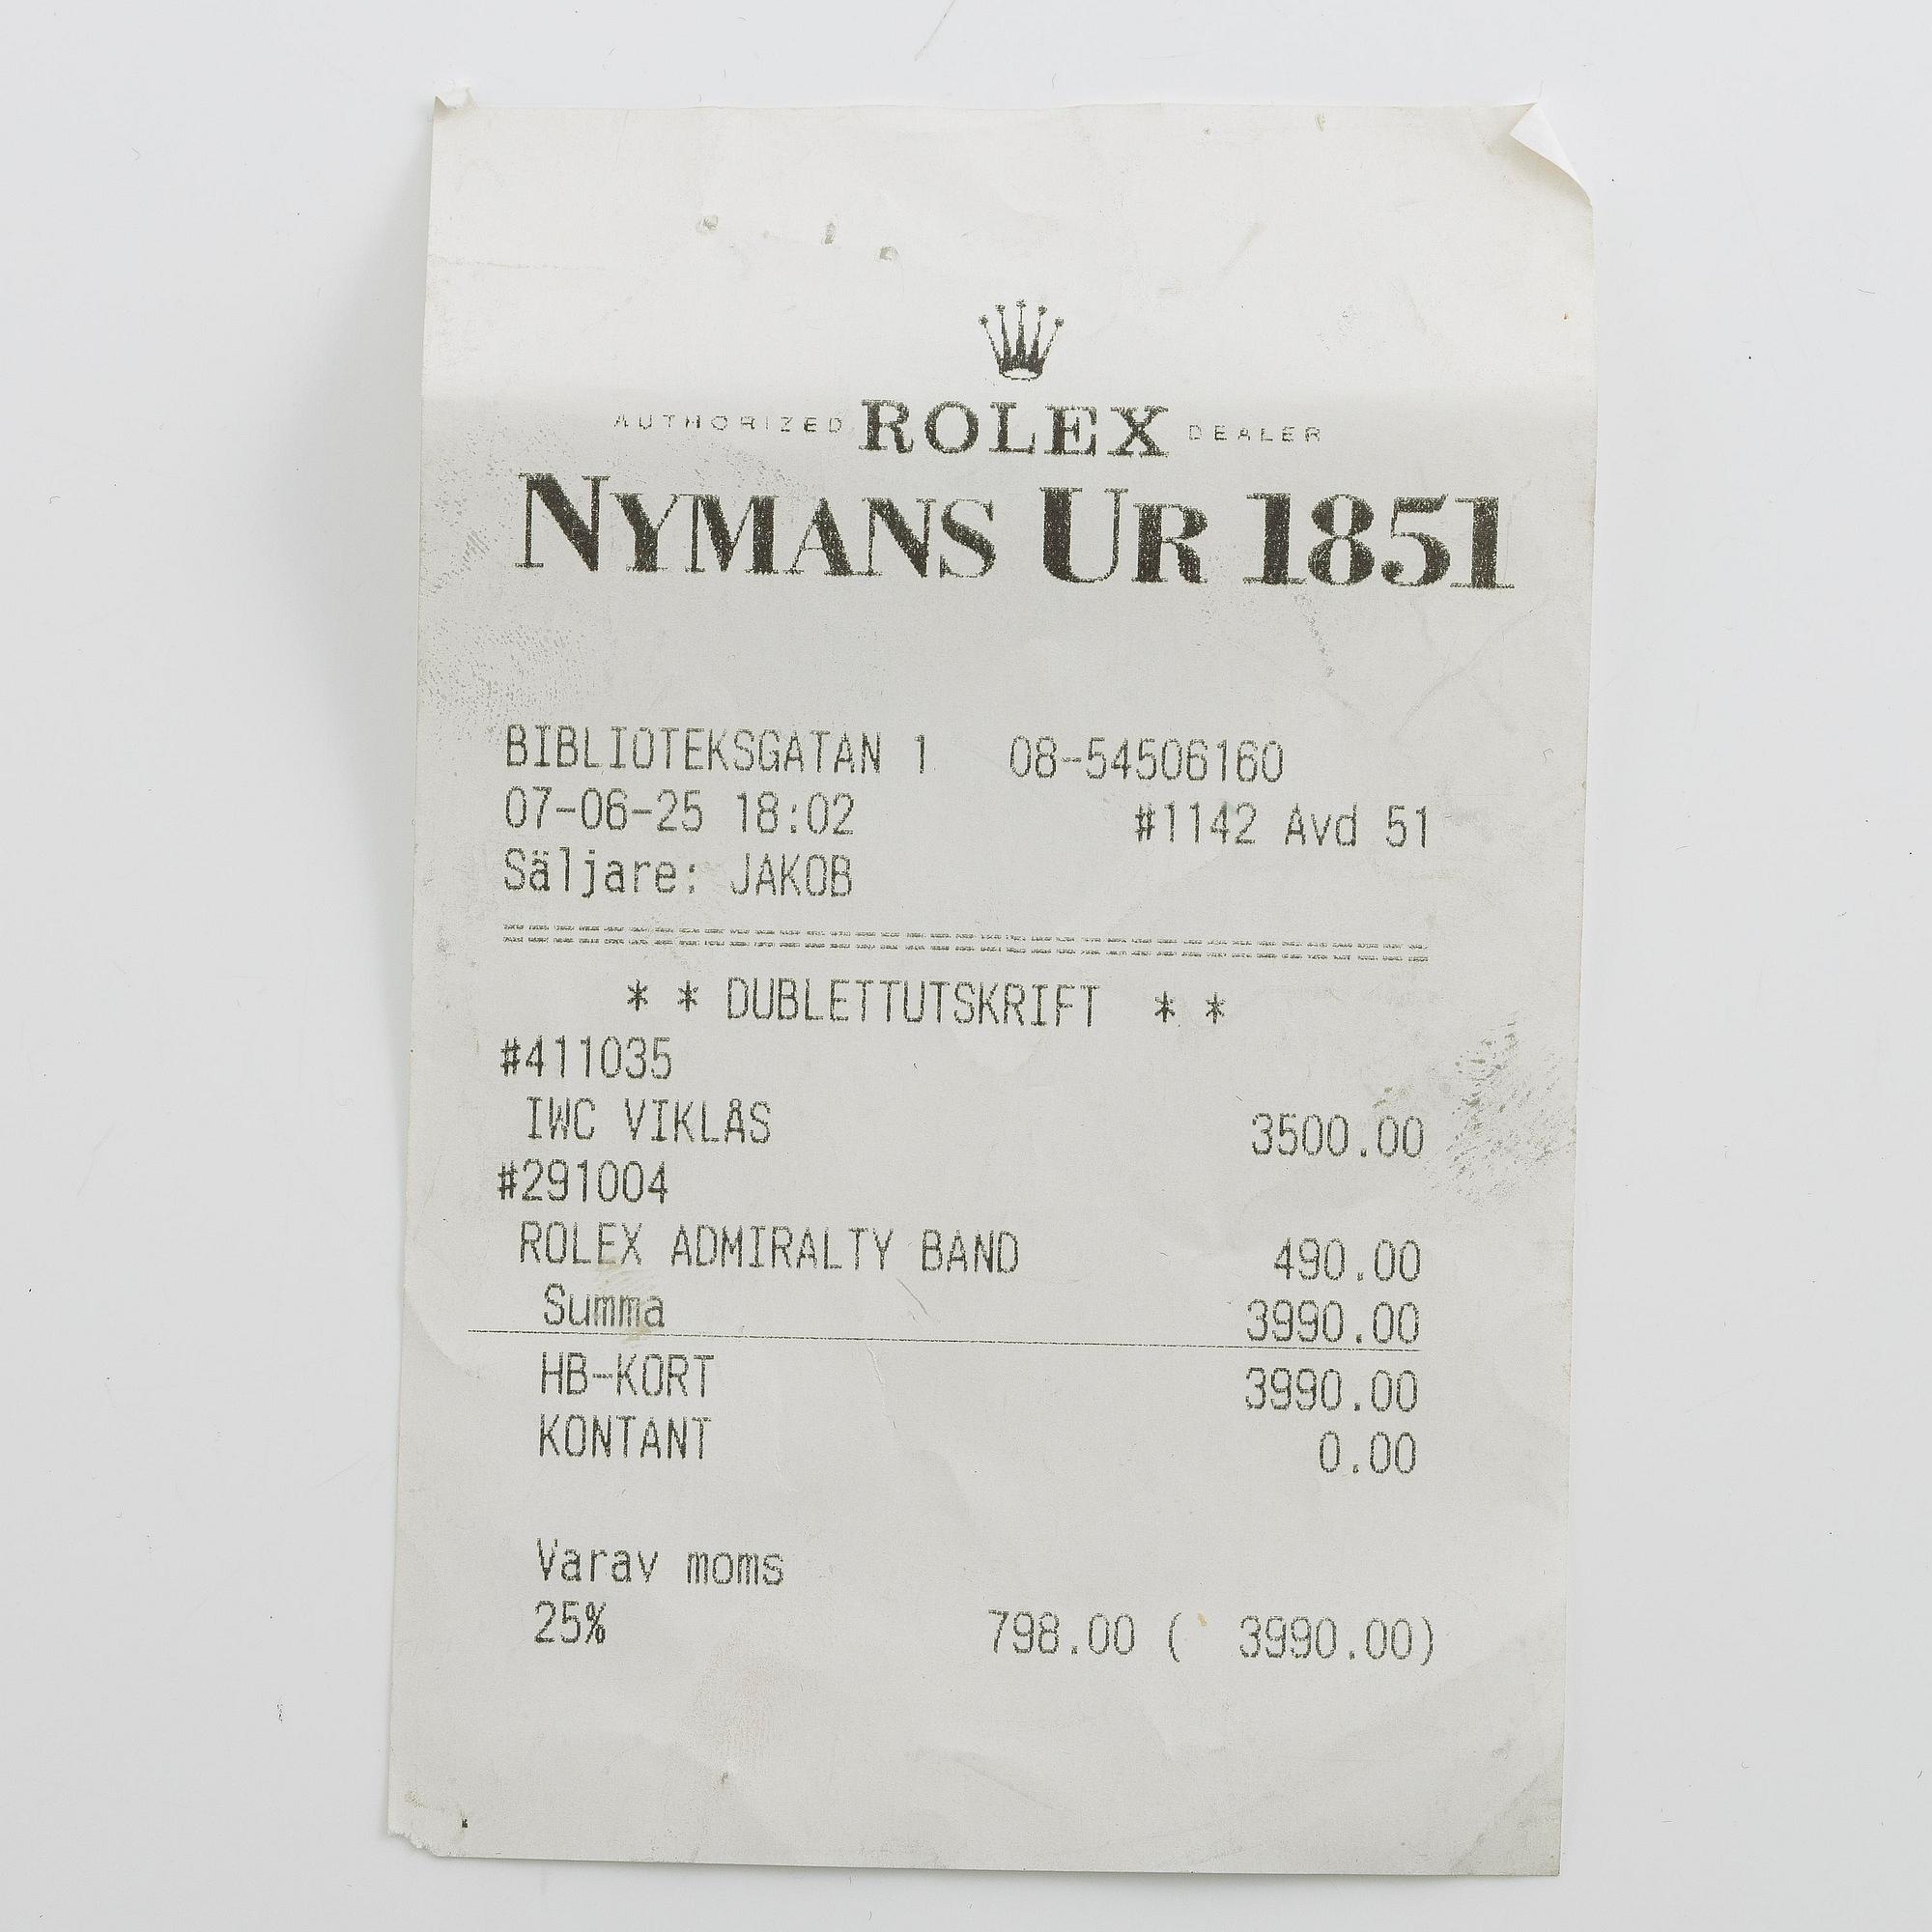 AUTHORIZED ROLEX DEALER
NYMANS UR 1851
BIBLIOTEKSGATAN 1 08-54506160
07-06-25 18:02 #1142 Avd 51
Säljare: JAKOB
* * DUBLETTUTSKRIFT * *
#411035
IWC VIKLÅS 3500.00
#291004
ROLEX ADMIRALTY BAND 490.00
Summa 3990.00
HB-KORT 3990.00
KONTANT 0.00
Varav moms
25% 798.00 ( 3990.00)